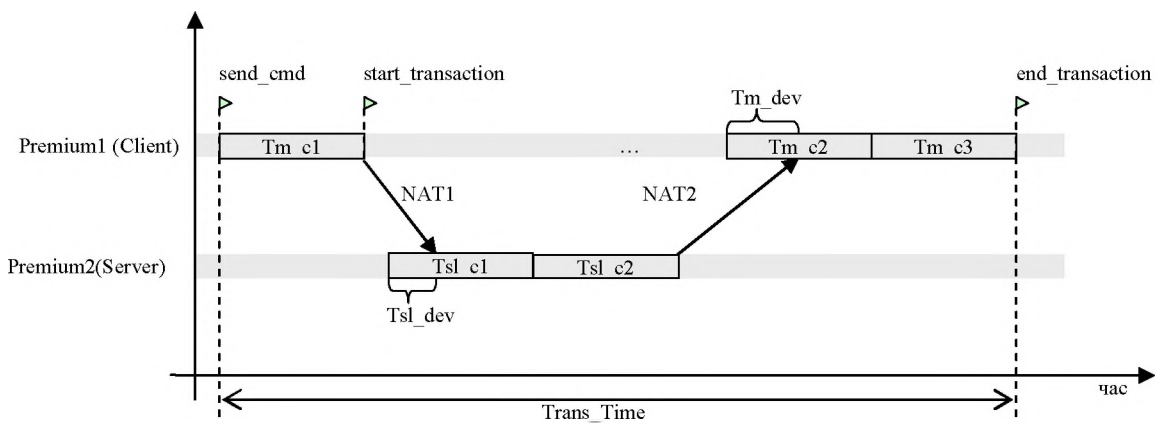 send_cmd
start_transaction
end_transaction
Tm_dev
Premium1 (Client)
Tm_c1
...
Tm_c2
Tm_c3
NAT1
NAT2
Premium2(Server)
Tsl_c1
Tsl_c2
Tsl_dev
час
Trans_Time